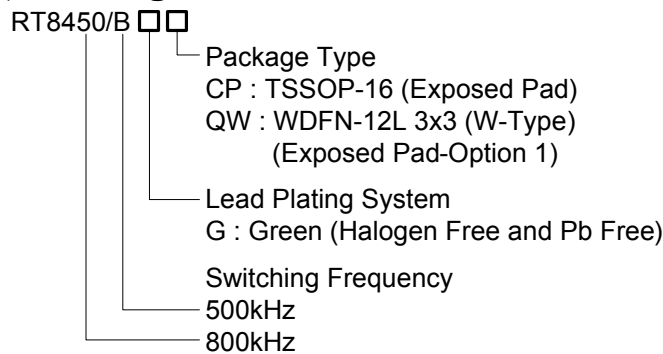 RT8450/B □□
Package Type
CP : TSSOP-16 (Exposed Pad)
QW : WDFN-12L 3x3 (W-Type)
(Exposed Pad-Option 1)
Lead Plating System
G : Green (Halogen Free and Pb Free)
Switching Frequency
500kHz
800kHz